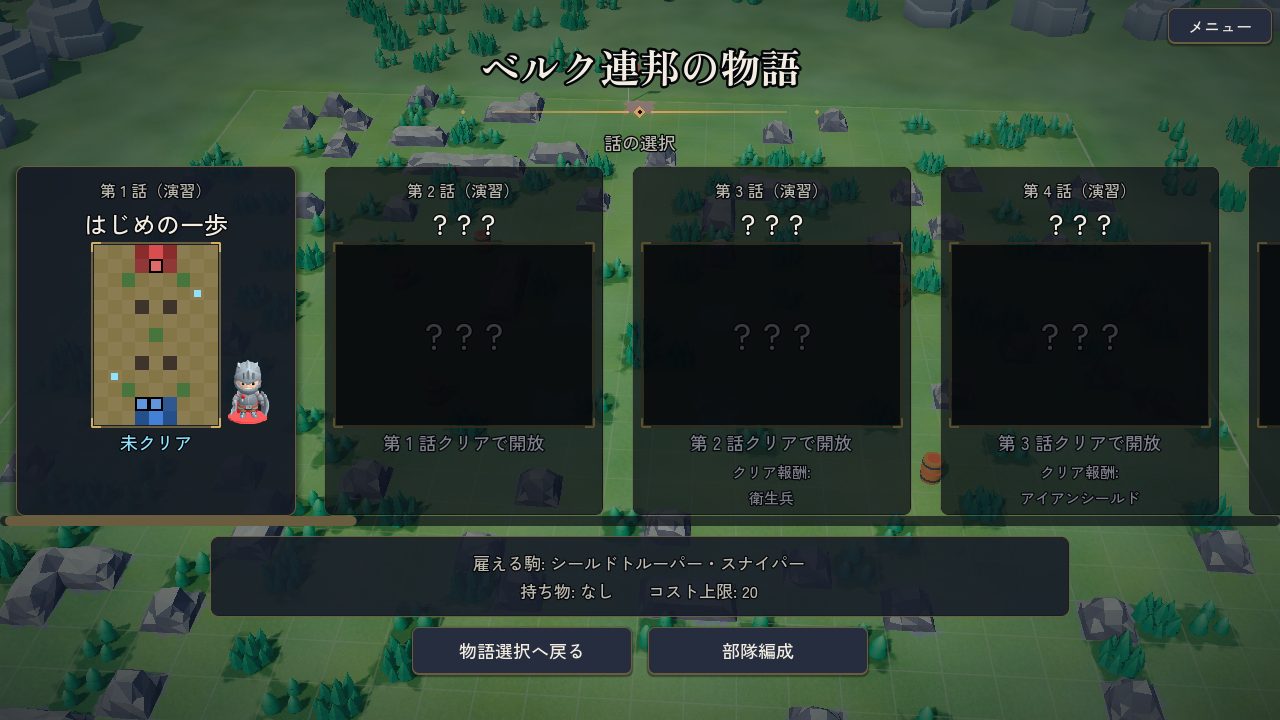 メニュー
ベルク連邦の物語
話の選択
第1話（演習）
はじめの一歩
未クリア
第2話（演習）
？？？
？？？
第1話クリアで開放
第3話（演習）
？？？
？？？
第2話クリアで開放
クリア報酬:
衛生兵
第4話（演習）
？？？
？？？
第3話クリアで開放
クリア報酬:
アイアンシールド
雇える駒: シールドトルーパー・スナイパー
持ち物: なし　　コスト上限: 20
物語選択へ戻る
部隊編成